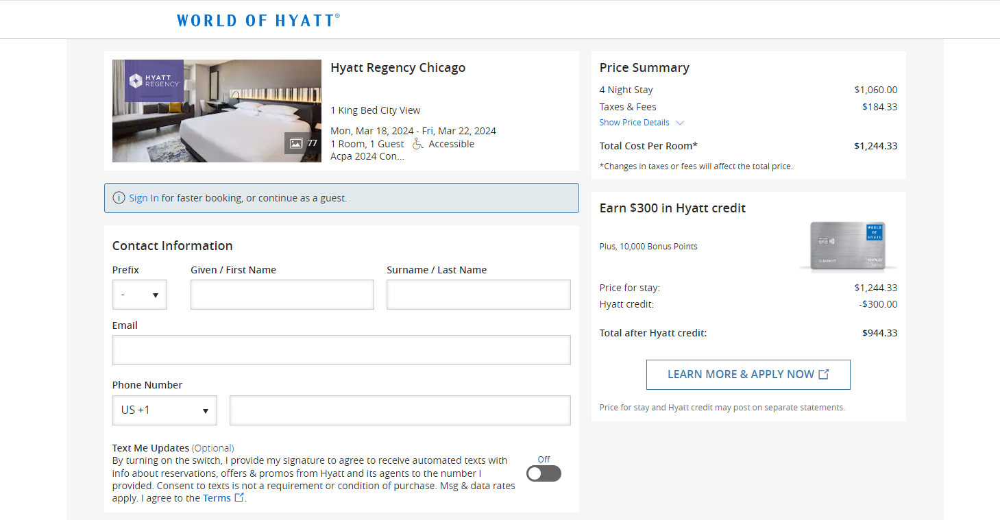 WORLD OF HYATT®
HYATT
REGENCY
77
Hyatt Regency Chicago
1 King Bed City View
Mon, Mar 18, 2024 - Fri, Mar 22, 2024
1 Room, 1 Guest Accessible
Acpa 2024 Con...
Sign In for faster booking, or continue as a guest.
Contact Information
Prefix
Given / First Name
Surname / Last Name
-
Email
Phone Number
US +1
Text Me Updates (Optional)
By turning on the switch, I provide my signature to agree to receive automated texts with
info about reservations, offers & promos from Hyatt and its agents to the number I
provided. Consent to texts is not a requirement or condition of purchase. Msg & data rates
apply. I agree to the Terms.
Off
Price Summary
4 Night Stay $1,060.00
Taxes & Fees $184.33
Show Price Details
Total Cost Per Room* $1,244.33
*Changes in taxes or fees will affect the total price.
Earn $300 in Hyatt credit
Plus, 10,000 Bonus Points
WORLD
OF
HYATT
Price for stay: $1,244.33
Hyatt credit: -$300.00
Total after Hyatt credit: $944.33
LEARN MORE & APPLY NOW
Price for stay and Hyatt credit may post on separate statements.